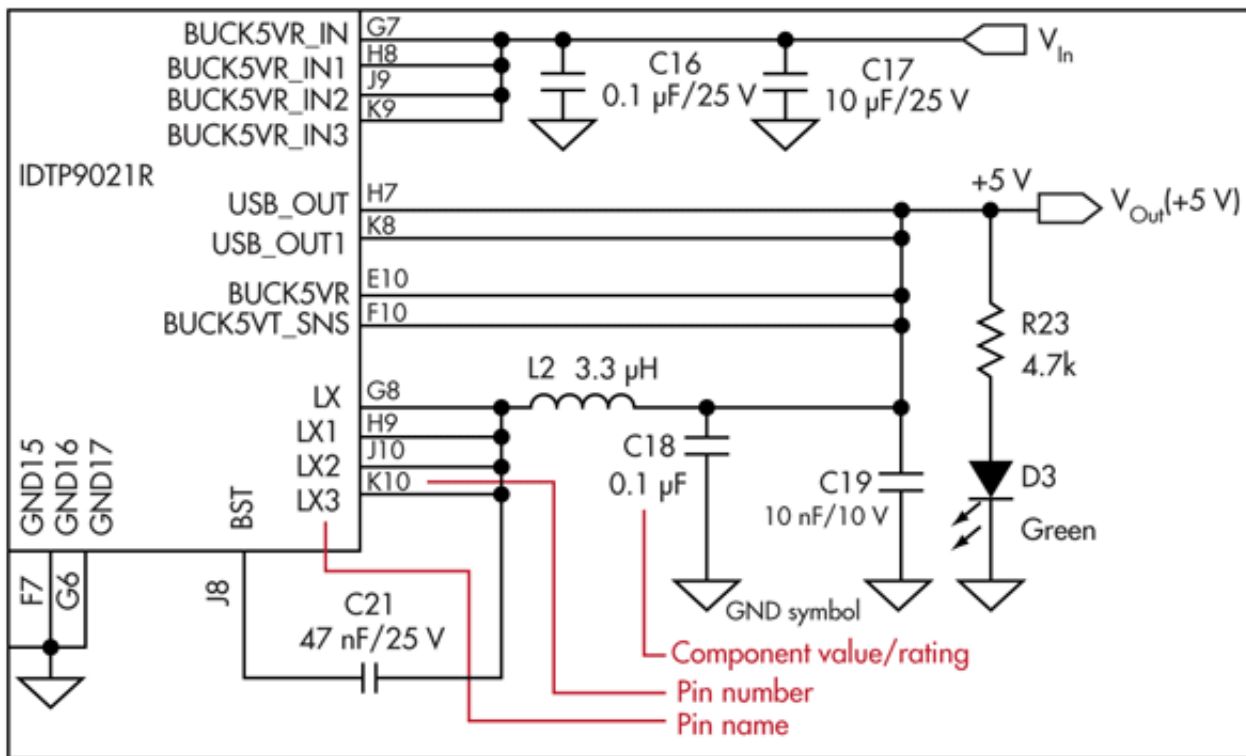 BUCK5VR_IN G7
BUCK5VR_IN1 H8
BUCK5VR_IN2 J9
BUCK5VR_IN3 K9
C16
0.1 µF/25 V
C17
10 µF/25 V
V_In
IDTP9021R
USB_OUT H7
USB_OUT1 K8
BUCK5VR E10
BUCK5VT_SNS F10
+5 V
V_Out(+5 V)
R23
4.7k
L2 3.3 µH
LX G8
LX1 H9
LX2 J10
LX3 K10
C18
0.1 µF
C19
10 nF/10 V
D3
Green
GND15
GND16
GND17
BST
F7
G6
J8
C21
47 nF/25 V
GND symbol
Component value/rating
Pin number
Pin name